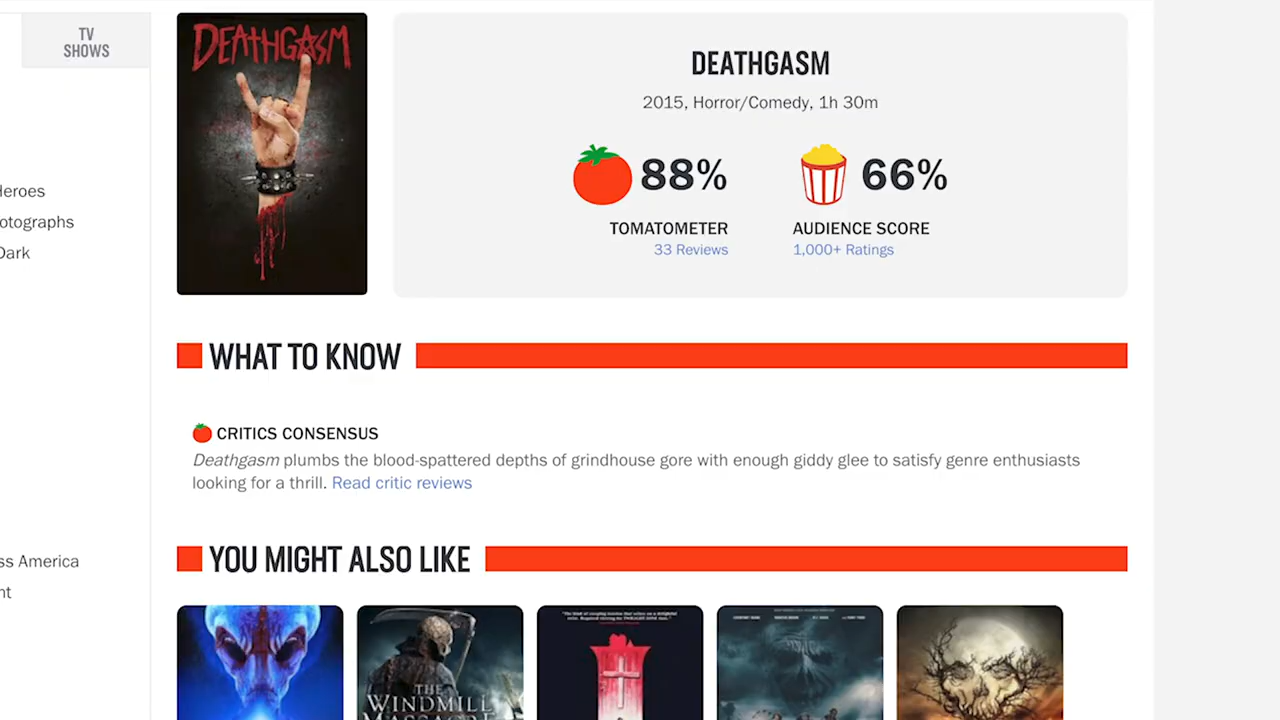 TV
SHOWS
Heroes
otographs
Dark
ss America
nt
DEATHGASM
DEATHGASM
2015, Horror/Comedy, 1h 30m
88%
66%
TOMATOMETER
AUDIENCE SCORE
33 Reviews
1,000+ Ratings
WHAT TO KNOW
CRITICS CONSENSUS
Deathgasm plumbs the blood-spattered depths of grindhouse gore with enough giddy glee to satisfy genre enthusiasts
looking for a thrill. Read critic reviews
YOU MIGHT ALSO LIKE
THE
WINDMILL
MASSACRE